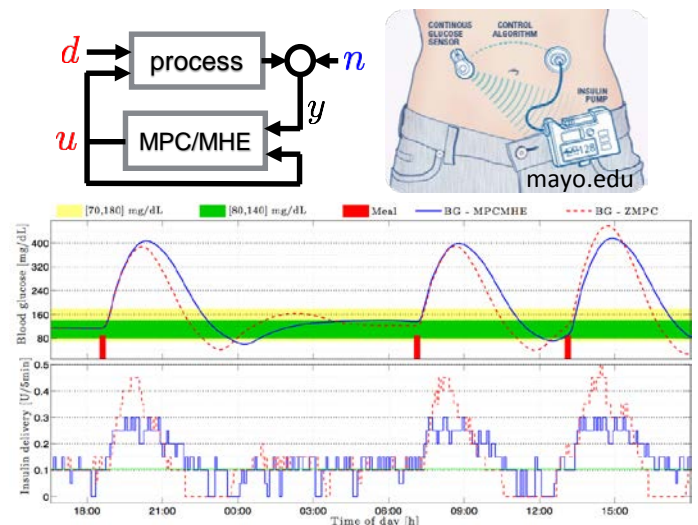 d
process
n
y
u
MPC/MHE
CONTINOUS
GLUCOSE
SENSOR
CONTROL
ALGORITHM
INSULIN
PUMP
128
mayo.edu
[70,180] mg/dL [80,140] mg/dL Meal BG - MPCMHE BG - ZMPC
Blood glucose [mg/dL]
400
320
240
160
80
Insulin delivery [U/5min]
0.5
0.4
0.3
0.2
0.1
0
18:00 21:00 00:00 03:00 06:00 09:00 12:00 15:00
Time of day [h]